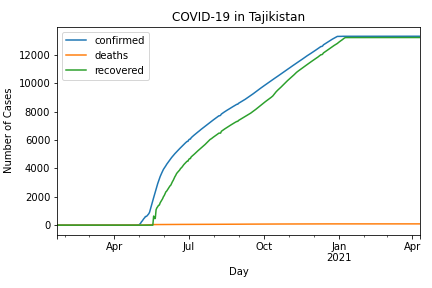 COVID-19 in Tajikistan
confirmed
deaths
recovered
Number of Cases
12000
10000
8000
6000
4000
2000
0
Apr
Jul
Oct
Jan
2021
Apr
Day